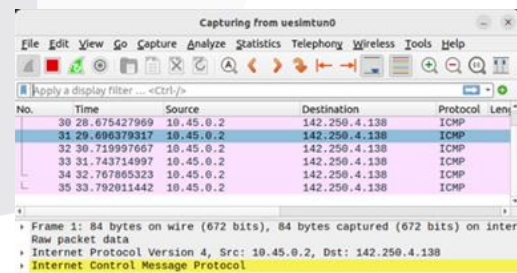 Capturing from uesimtun0
File Edit View Go Capture Analyze Statistics Telephony Wireless Tools Help
Apply a display filter ... <Ctrl-/>
No. Time Source Destination Protocol Leng
30 28.675427969 10.45.0.2 142.250.4.138 ICMP
31 29.696379317 10.45.0.2 142.250.4.138 ICMP
32 30.719997667 10.45.0.2 142.250.4.138 ICMP
33 31.743714997 10.45.0.2 142.250.4.138 ICMP
34 32.767865323 10.45.0.2 142.250.4.138 ICMP
35 33.792011442 10.45.0.2 142.250.4.138 ICMP
Frame 1: 84 bytes on wire (672 bits), 84 bytes captured (672 bits) on inter
Raw packet data
Internet Protocol Version 4, Src: 10.45.0.2, Dst: 142.250.4.138
Internet Control Message Protocol